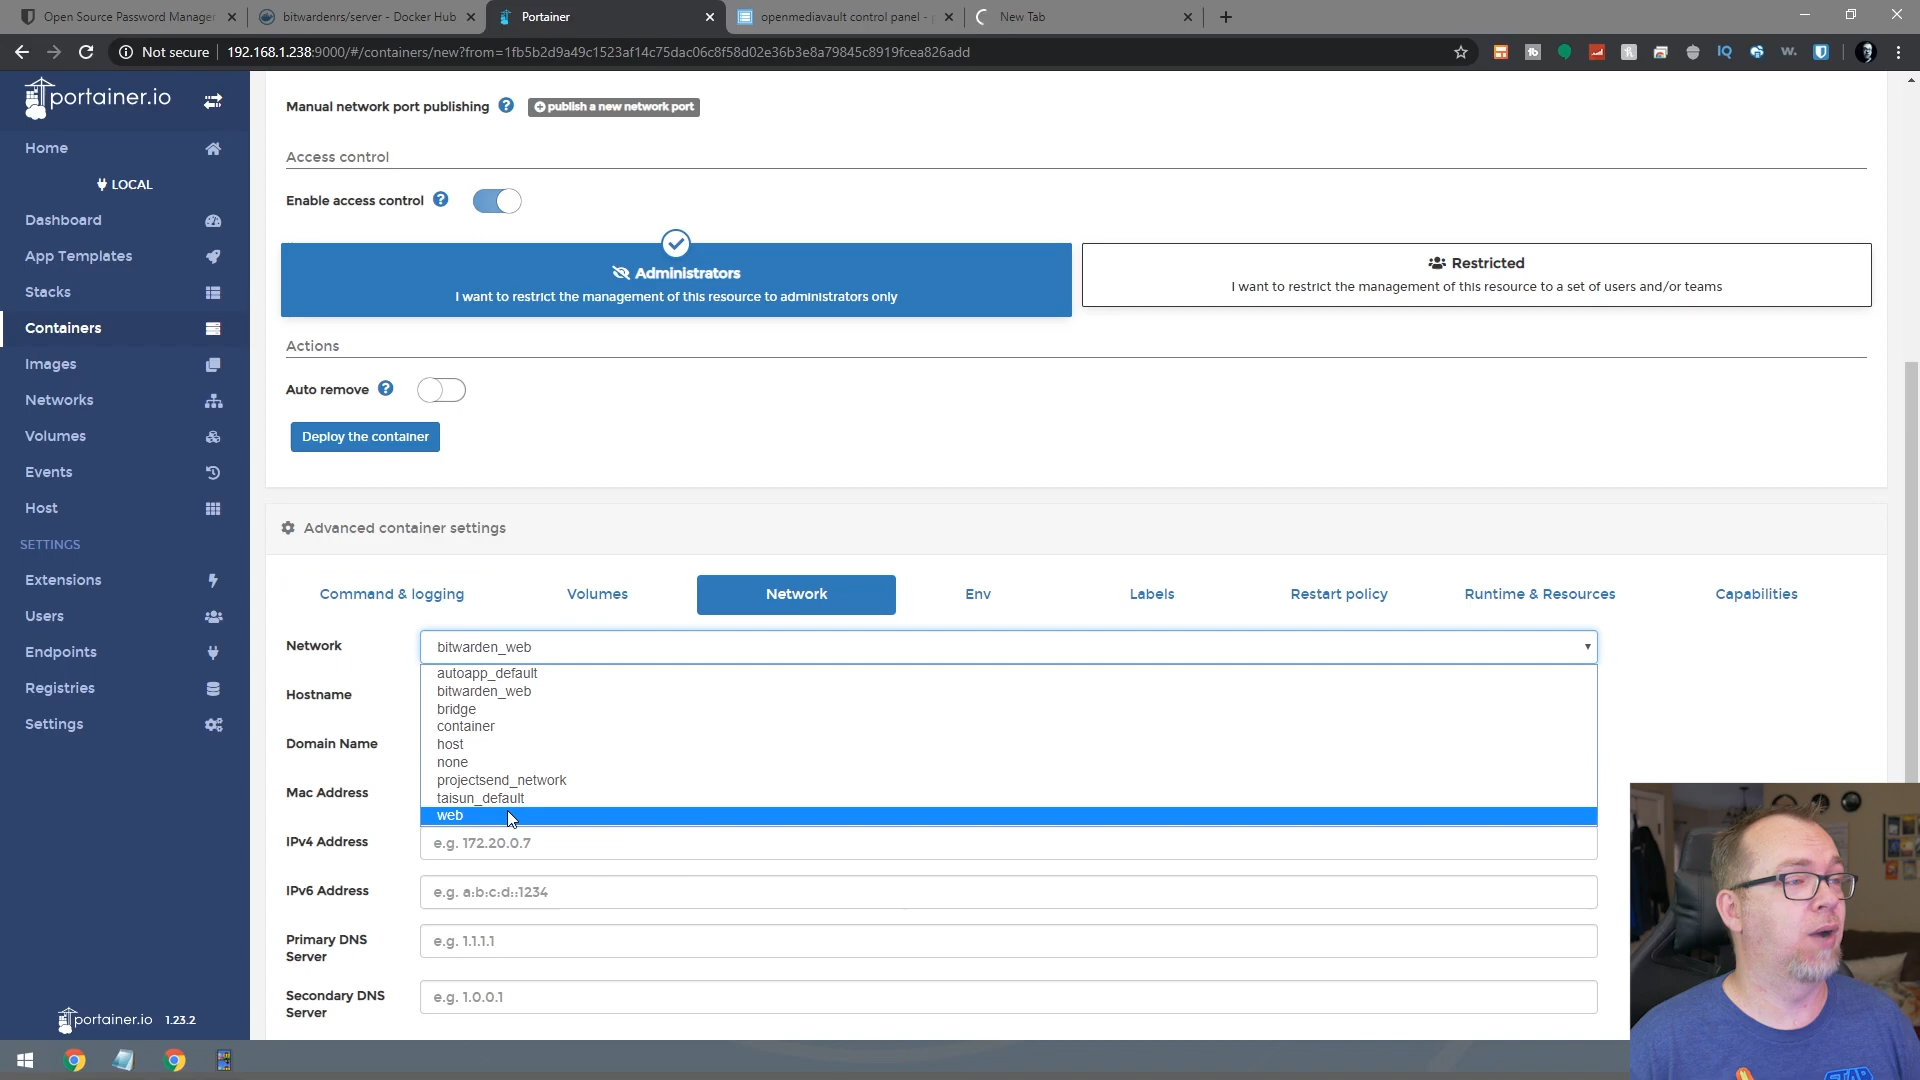 Open Source Password Manager
bitwardenrs/server - Docker Hub
Portainer
openmediavault control panel -
New Tab
Not secure
192.168.1.238:9000/#/containers/new?from=1fb5b2d9a49c1523af14c75dac06c8f58d02e36b3e8a79845c8919fcea826add
portainer.io
Home
LOCAL
Dashboard
App Templates
Stacks
Containers
Images
Networks
Volumes
Events
Host
SETTINGS
Extensions
Users
Endpoints
Registries
Settings
portainer.io 1.23.2
Manual network port publishing
publish a new network port
Access control
Enable access control
Administrators
I want to restrict the management of this resource to administrators only
Restricted
I want to restrict the management of this resource to a set of users and/or teams
Actions
Auto remove
Deploy the container
Advanced container settings
Command & logging
Volumes
Network
Env
Labels
Restart policy
Runtime & Resources
Capabilities
Network
bitwarden_web
autoapp_default
bitwarden_web
bridge
container
host
none
projectsend_network
taisun_default
web
Hostname
Domain Name
Mac Address
IPv4 Address
e.g. 172.20.0.7
IPv6 Address
e.g. a:b:c:d::1234
Primary DNS
Server
e.g. 1.1.1.1
Secondary DNS
Server
e.g. 1.0.0.1